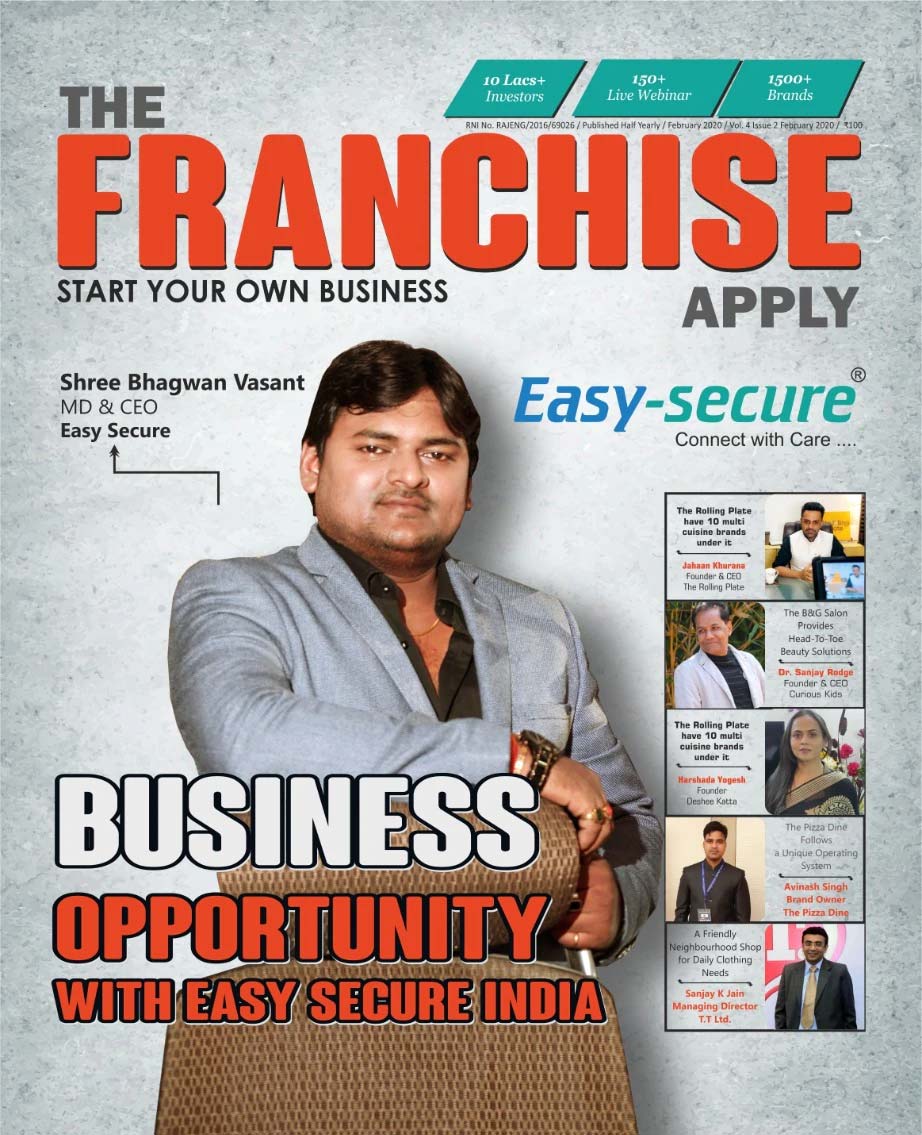 10 Lacs+
Investors
150+
Live Webinar
1500+
Brands
RNI No. RAJENG/2016/69026 / Published Half Yearly / February 2020 / Vol. 4 Issue 2 February 2020 / ₹100
THE
FRANCHISE
START YOUR OWN BUSINESS
APPLY
Shree Bhagwan Vasant
MD & CEO
Easy Secure
Easy-secure®
Connect with Care ....
The Rolling Plate
have 10 multi
cuisine brands
under it
Jahaan Khurana
Founder & CEO
The Rolling Plate
The B&G Salon
Provides
Head-To-Toe
Beauty Solutions
Dr. Sanjay Rodge
Founder & CEO
Curious Kids
The Rolling Plate
have 10 multi
cuisine brands
under it
Harshada Yogesh
Founder
Deshee Katta
The Pizza Dine
Follows
a Unique Operating
System
Avinash Singh
Brand Owner
The Pizza Dine
A Friendly
Neighbourhood Shop
for Daily Clothing
Needs
Sanjay K Jain
Managing Director
T.T Ltd.
BUSINESS
OPPORTUNITY
WITH EASY SECURE INDIA